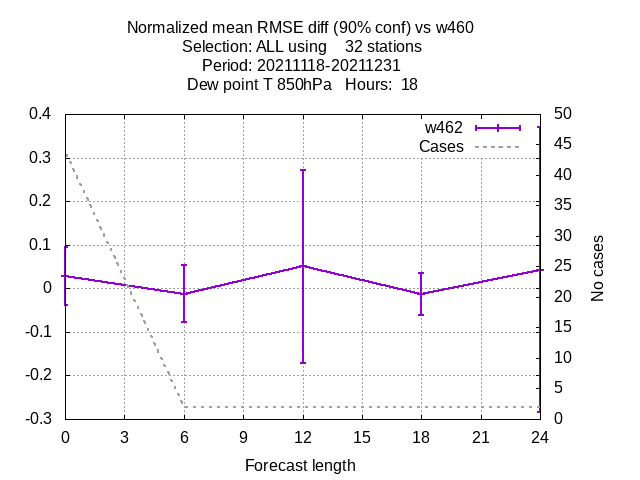 Normalized mean RMSE diff (90% conf) vs w460
Selection: ALL using    32 stations
Period: 20211118-20211231
Dew point T 850hPa   Hours:  18
w462
Cases
0.4
0.3
0.2
0.1
0
-0.1
-0.2
-0.3
50
45
40
35
30
25
20
15
10
5
0
No cases
0 3 6 9 12 15 18 21 24
Forecast length